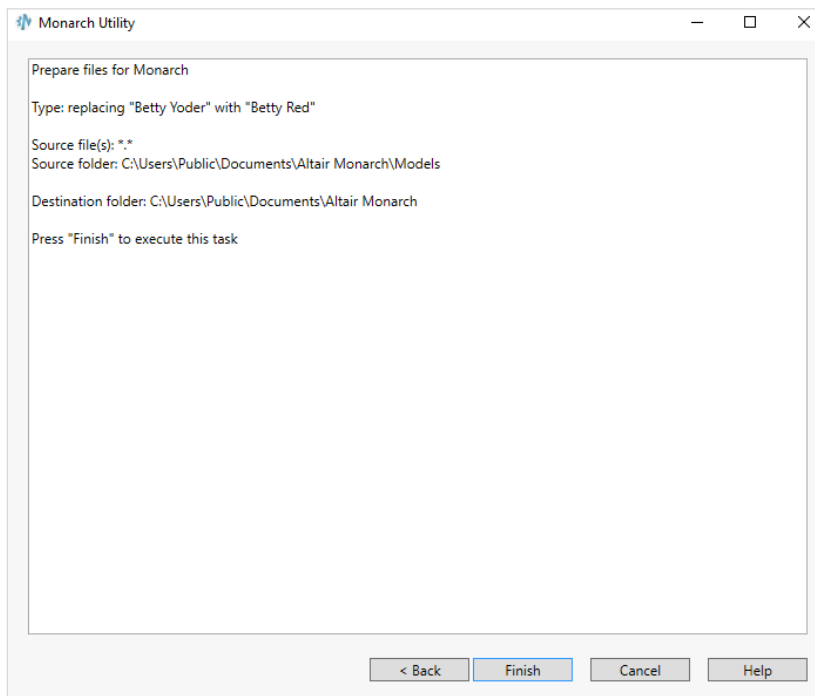 Monarch Utility
Prepare files for Monarch
Type: replacing "Betty Yoder" with "Betty Red"
Source file(s): *.*
Source folder: C:\Users\Public\Documents\Altair Monarch\Models
Destination folder: C:\Users\Public\Documents\Altair Monarch
Press "Finish" to execute this task
< Back Finish Cancel Help